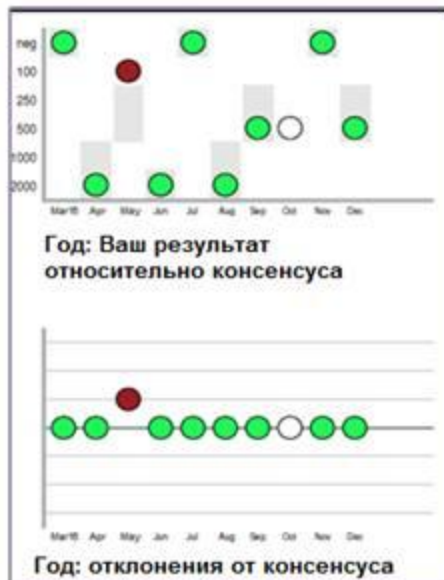 neg
100
250
500
1000
2000
Mar16 Apr May Jun Jul Aug Sep Oct Nov Dec
Год: Ваш результат
относительно консенсуса
Mar16 Apr May Jun Jul Aug Sep Oct Nov Dec
Год: отклонения от консенсуса